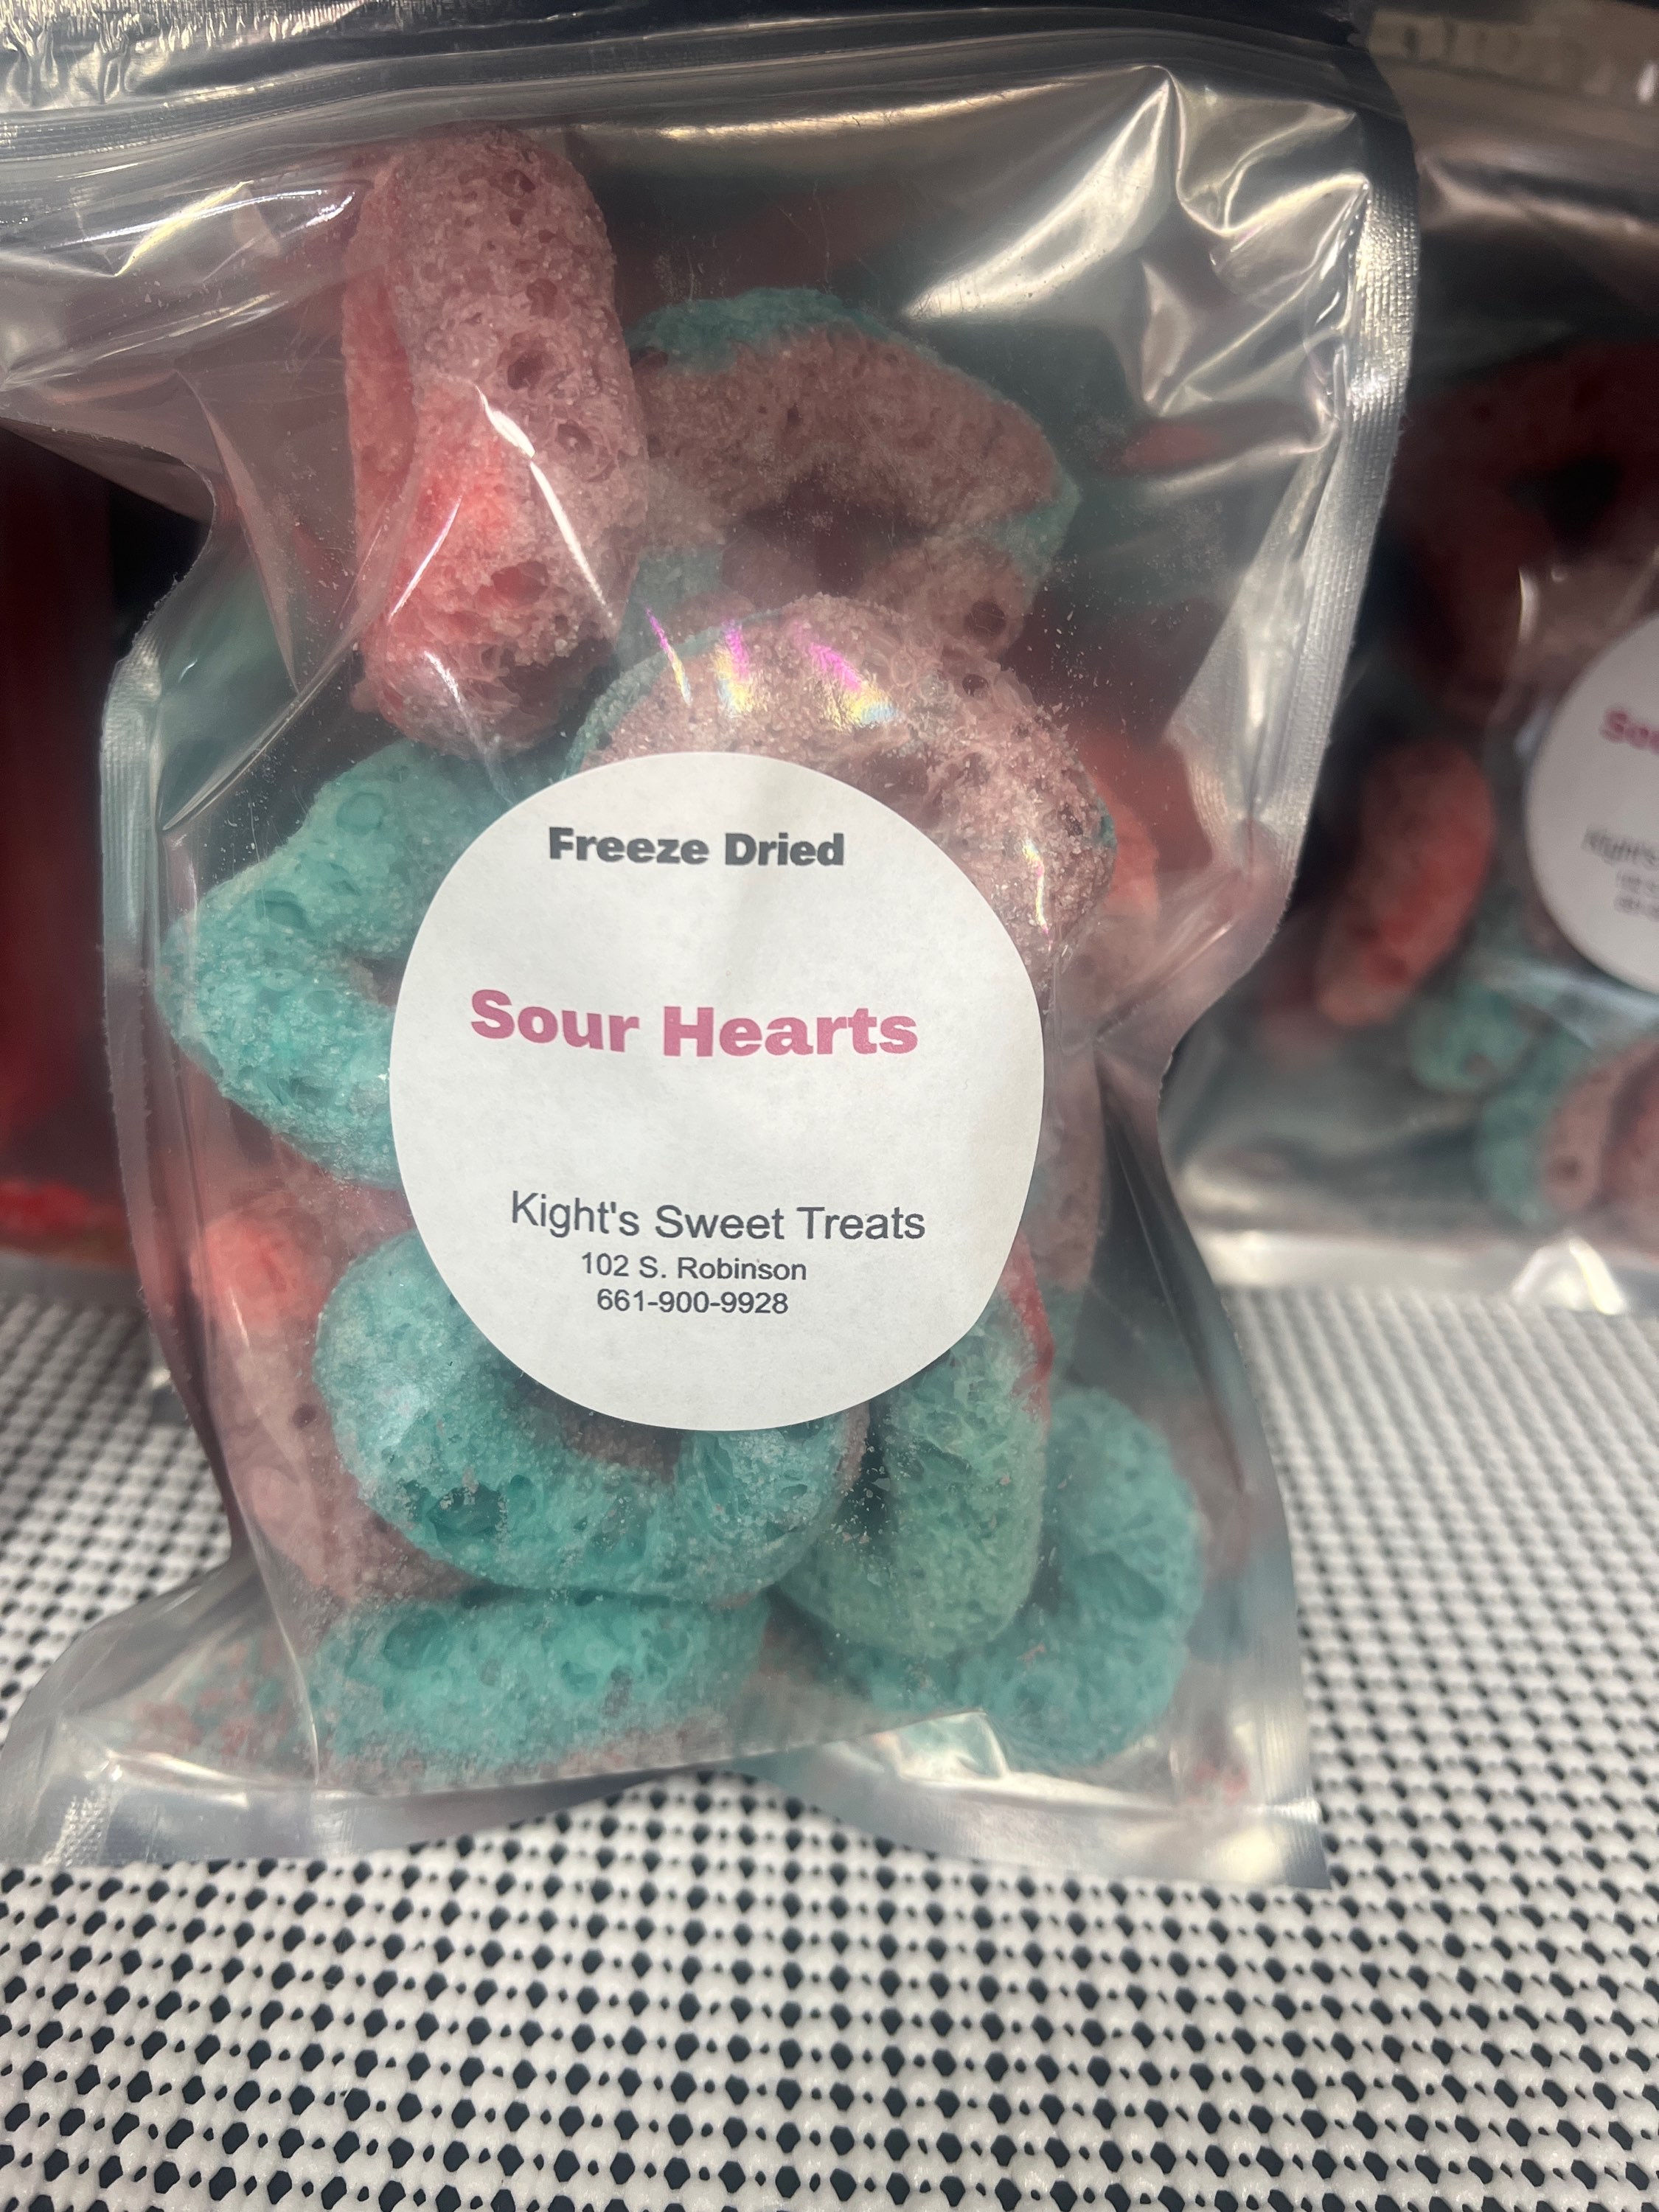 Freeze Dried
Sour Hearts
Kight's Sweet Treats
102 S. Robinson
661-900-9928